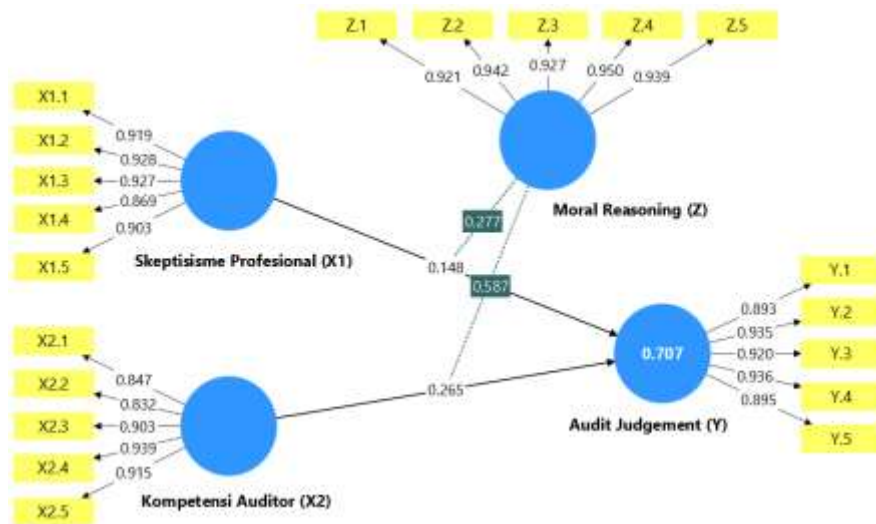 Z.1
Z.2
Z.3
Z.4
Z.5
0.921
0.942
0.927
0.950
0.939
Moral Reasoning (Z)
X1.1
X1.2
X1.3
X1.4
X1.5
0.919
0.928
0.927
0.869
0.903
Skeptisisme Profesional (X1)
0.277
0.148
0.587
0.265
X2.1
X2.2
X2.3
X2.4
X2.5
0.847
0.832
0.903
0.939
0.915
Kompetensi Auditor (X2)
0.707
Audit Judgement (Y)
0.893
0.935
0.920
0.936
0.895
Y.1
Y.2
Y.3
Y.4
Y.5